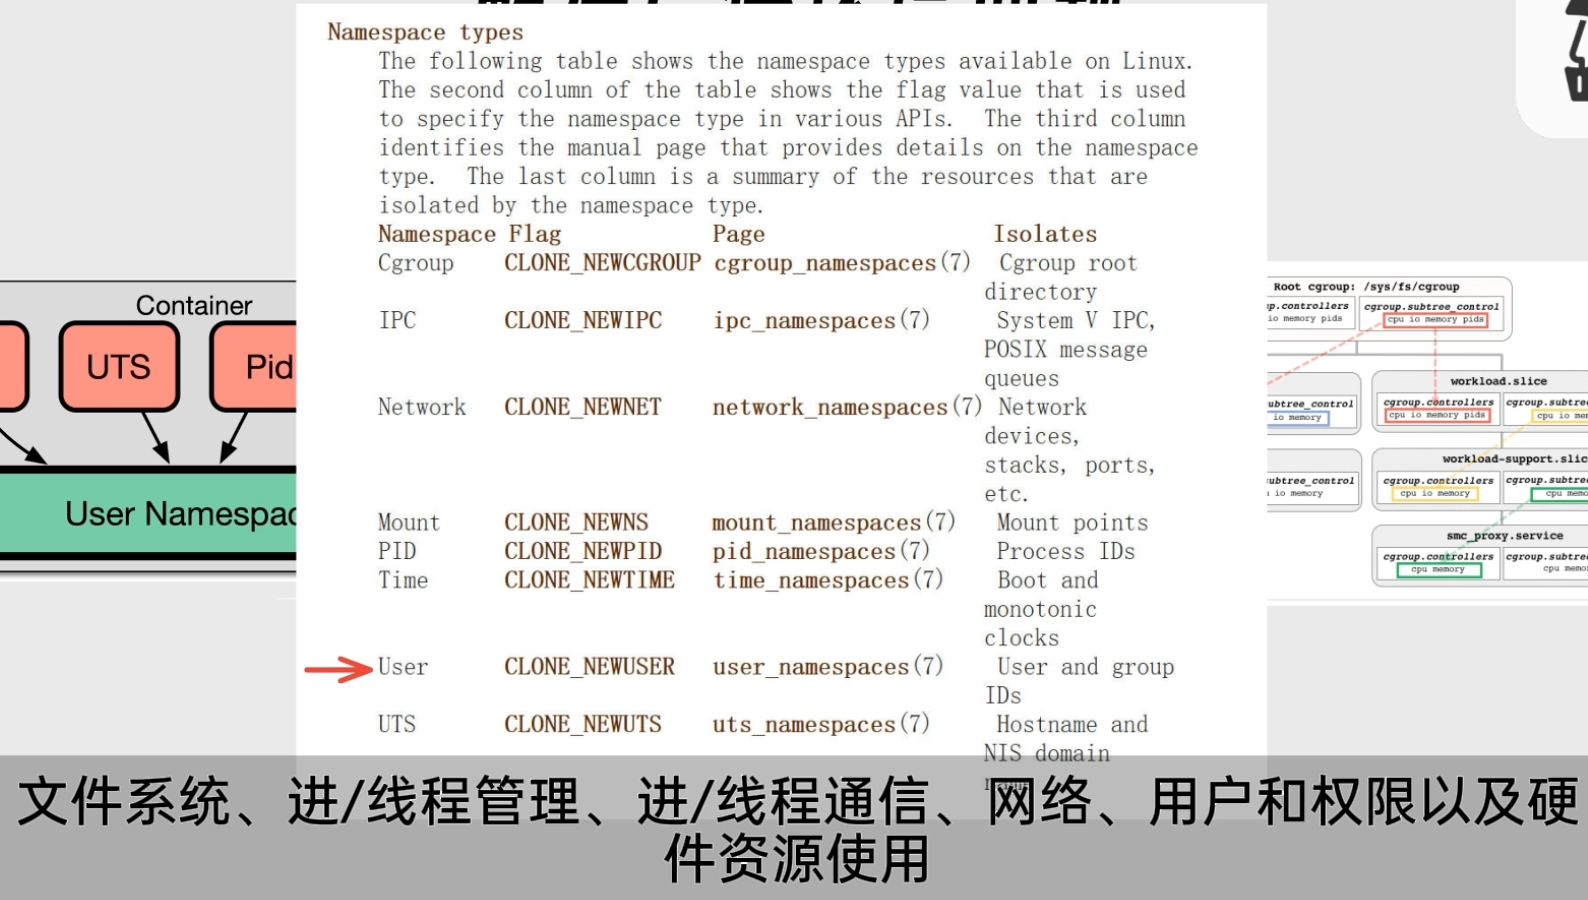 Namespace types
The following table shows the namespace types available on Linux.
The second column of the table shows the flag value that is used
to specify the namespace type in various APIs. The third column
identifies the manual page that provides details on the namespace
type. The last column is a summary of the resources that are
isolated by the namespace type.
Namespace Flag Page Isolates
Cgroup CLONE_NEWCGROUP cgroup_namespaces(7) Cgroup root
directory
IPC CLONE_NEWIPC ipc_namespaces(7) System V IPC,
POSIX message
queues
Network CLONE_NEWNET network_namespaces(7) Network
devices,
stacks, ports,
etc.
Mount CLONE_NEWNS mount_namespaces(7) Mount points
PID CLONE_NEWPID pid_namespaces(7) Process IDs
Time CLONE_NEWTIME time_namespaces(7) Boot and
monotonic
clocks
User CLONE_NEWUSER user_namespaces(7) User and group
IDs
UTS CLONE_NEWUTS uts_namespaces(7) Hostname and
NIS domain
Container
UTS
Pid
User Namespac
Root cgroup: /sys/fs/cgroup
p.controllers cgroup.subtree_control
io memory pids cpu io memory pids
workload.slice
ubtree_control cgroup.controllers cgroup.subtre
io memory cpu io memory pids cpu io mem
workload-support.slic
ubtree_control cgroup.controllers cgroup.subtre
io memory cpu io memory cpu memo
smc_proxy.service
cgroup.controllers cgroup.subtre
cpu memory cpu memo
文件系统、进/线程管理、进/线程通信、网络、用户和权限以及硬
件资源使用